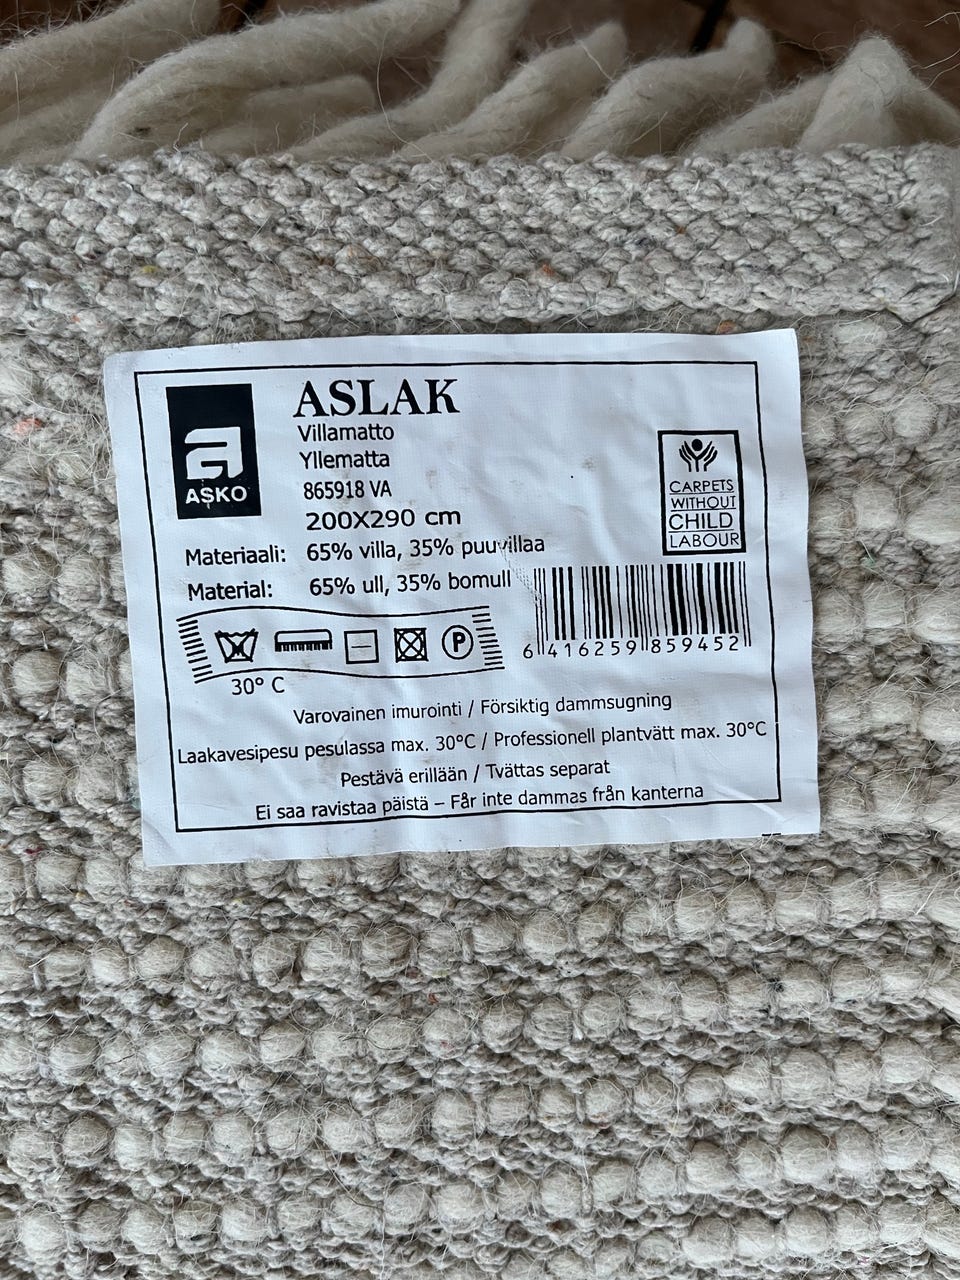 ASKO
ASLAK
Villamatto
Yllematta
865918 VA
200X290 cm
CARPETS
WITHOUT
CHILD
LABOUR
Materiaali: 65% villa, 35% puuvillaa
Material: 65% ull, 35% bomull
P
30° C
6 416259 859452
Varovainen imurointi / Försiktig dammsugning
Laakavesipesu pesulassa max. 30°C / Professionell plantvätt max. 30°C
Pestävä erillään / Tvättas separat
Ei saa ravistaa päistä – Får inte dammas från kanterna